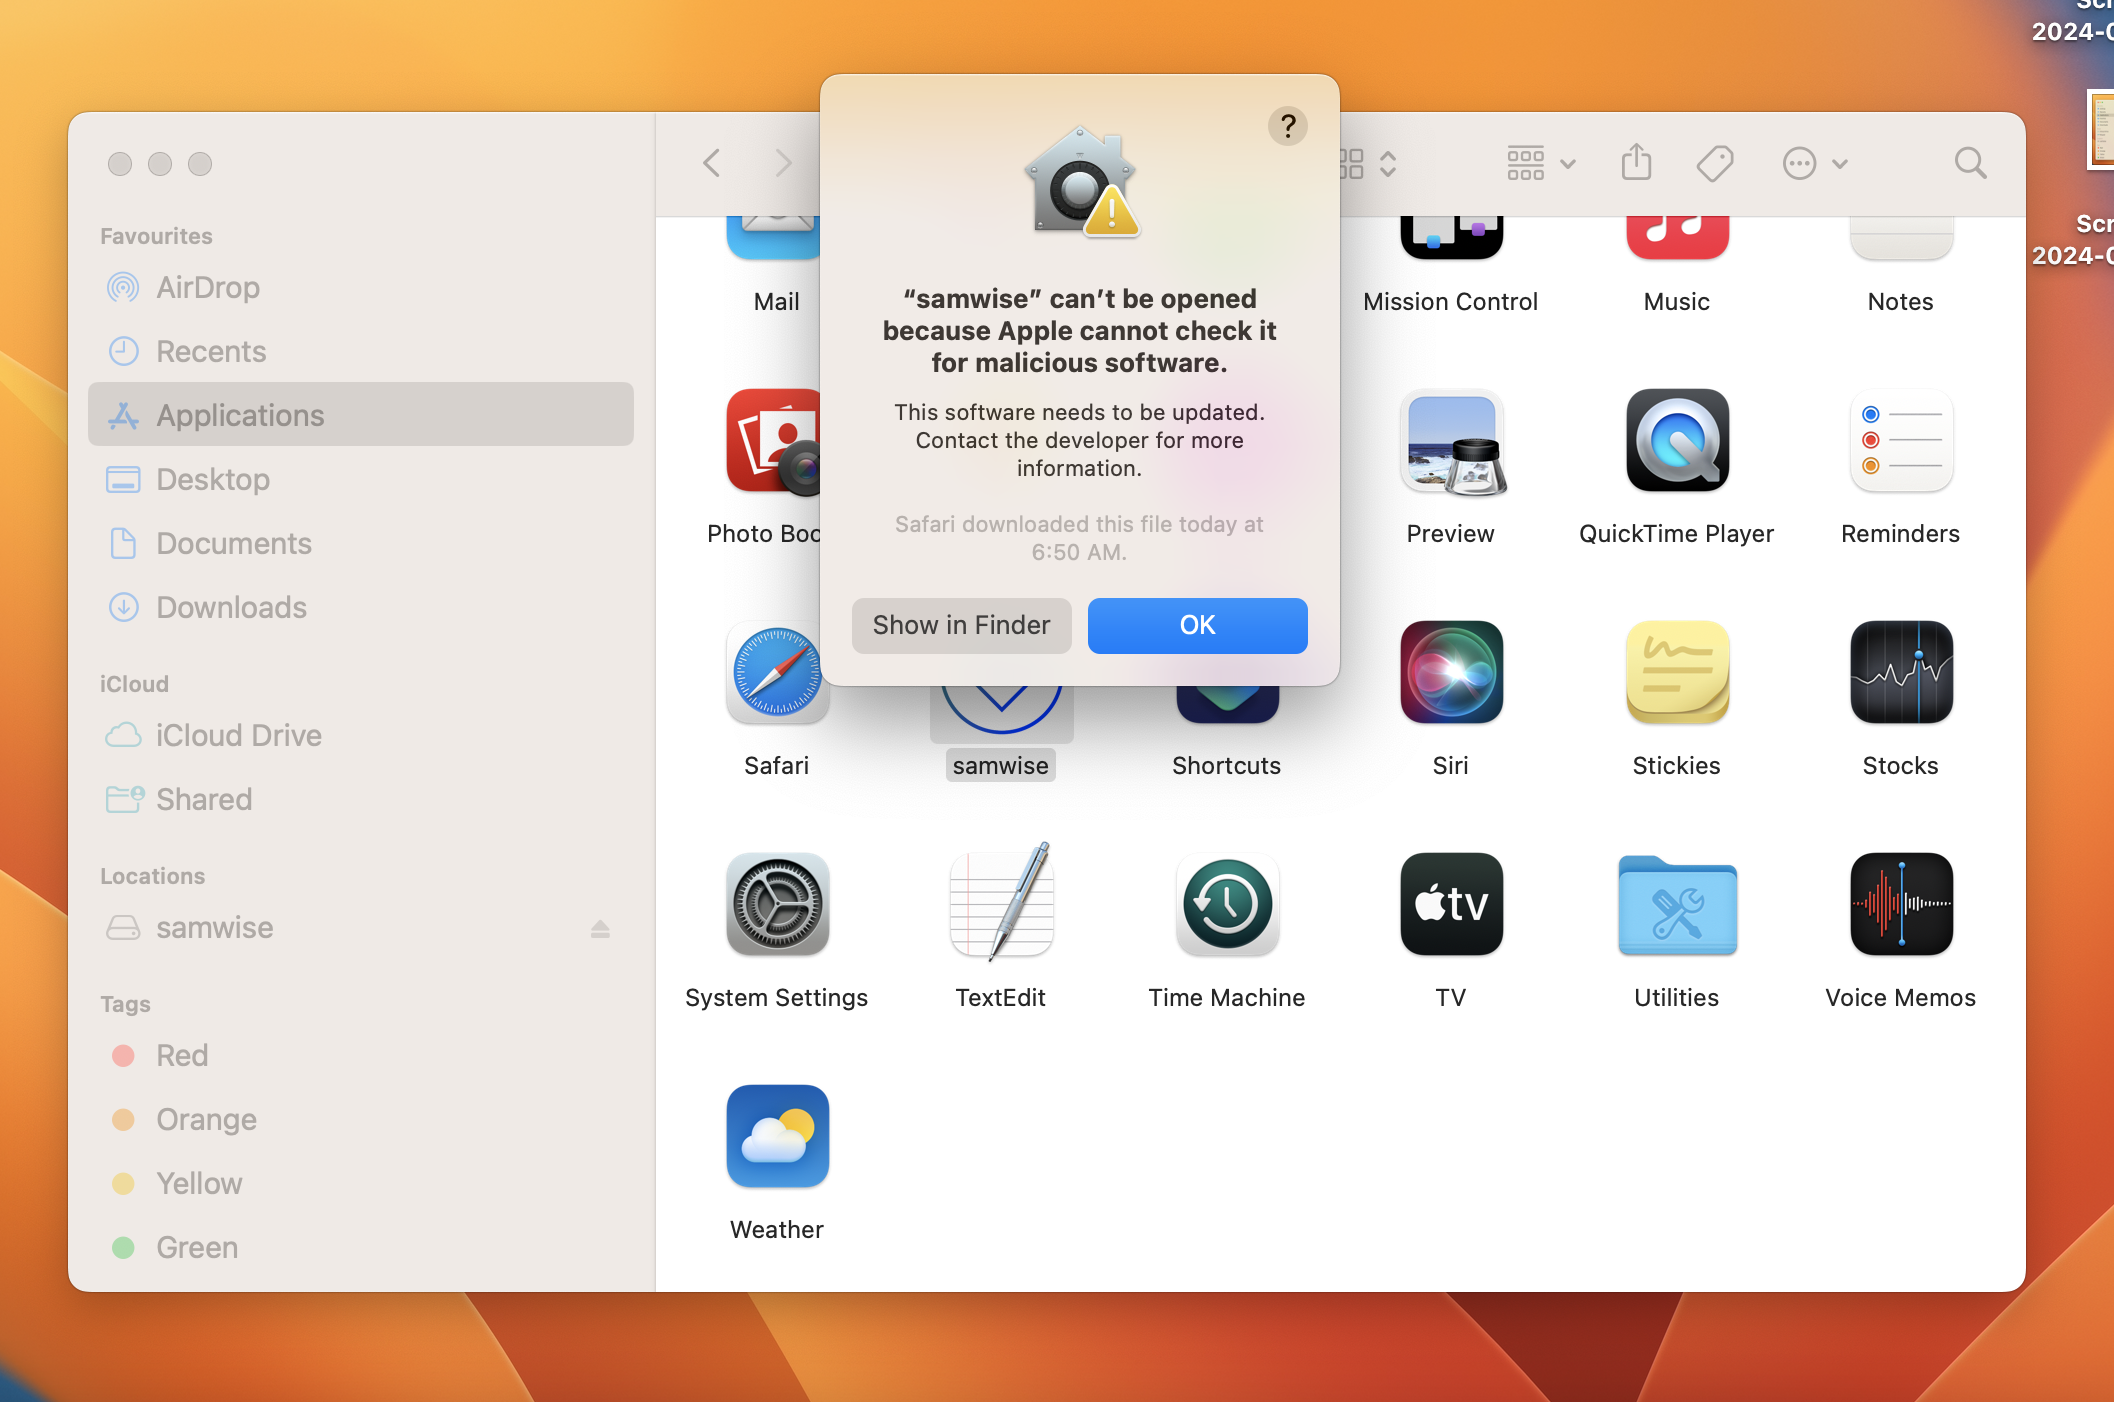 Scr
2024-0
Scr
2024-0
?
“samwise” can’t be opened
because Apple cannot check it
for malicious software.
This software needs to be updated.
Contact the developer for more
information.
Safari downloaded this file today at
6:50 AM.
Show in Finder
OK
Favourites
AirDrop
Recents
Applications
Desktop
Documents
Downloads
iCloud
iCloud Drive
Shared
Locations
samwise
Tags
Red
Orange
Yellow
Green
Mail
Mission Control
Music
Notes
Photo Boo
Preview
QuickTime Player
Reminders
Safari
samwise
Shortcuts
Siri
Stickies
Stocks
tv
System Settings
TextEdit
Time Machine
TV
Utilities
Voice Memos
Weather